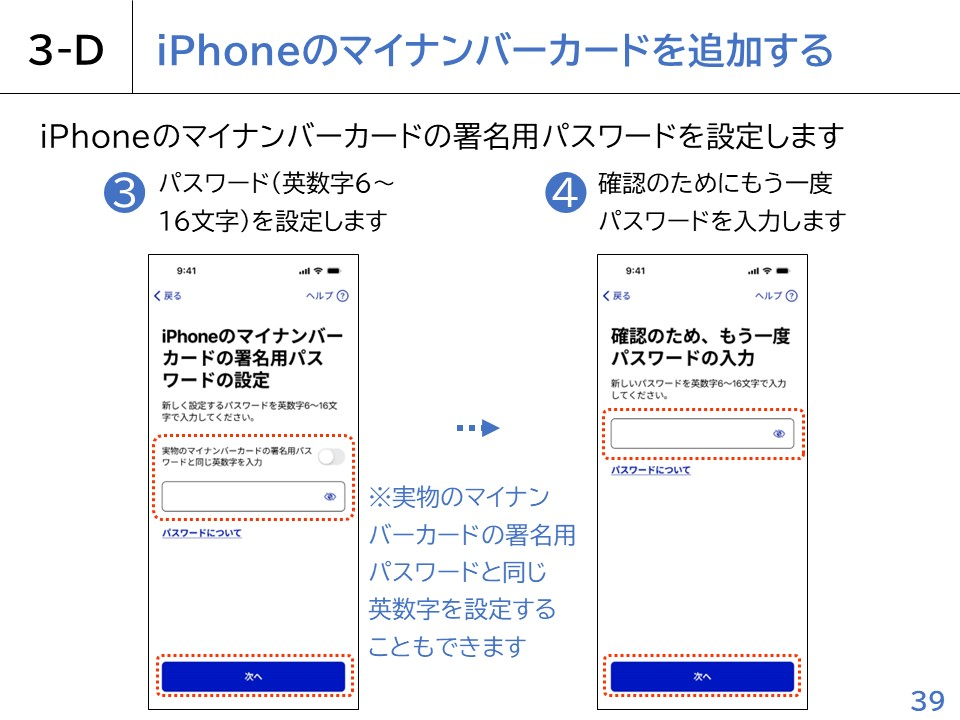 3-D
iPhoneのマイナンバーカードを追加する
iPhoneのマイナンバーカードの署名用パスワードを設定します
3
パスワード(英数字6～
16文字)を設定します
9:41
戻る
ヘルプ ?
iPhoneのマイナンバー
カードの署名用パス
ワードの設定
新しく設定するパスワードを英数字6～16文
字で入力してください。
実物のマイナンバーカードの署名用パス
ワードと同じ英数字を入力
パスワードについて
次へ
※実物のマイナン
バーカードの署名用
パスワードと同じ
英数字を設定する
こともできます
4
確認のためにもう一度
パスワードを入力します
9:41
戻る
ヘルプ ?
確認のため、もう一度
パスワードの入力
新しいパスワードを英数字6～16文字で入力
してください。
パスワードについて
次へ
39